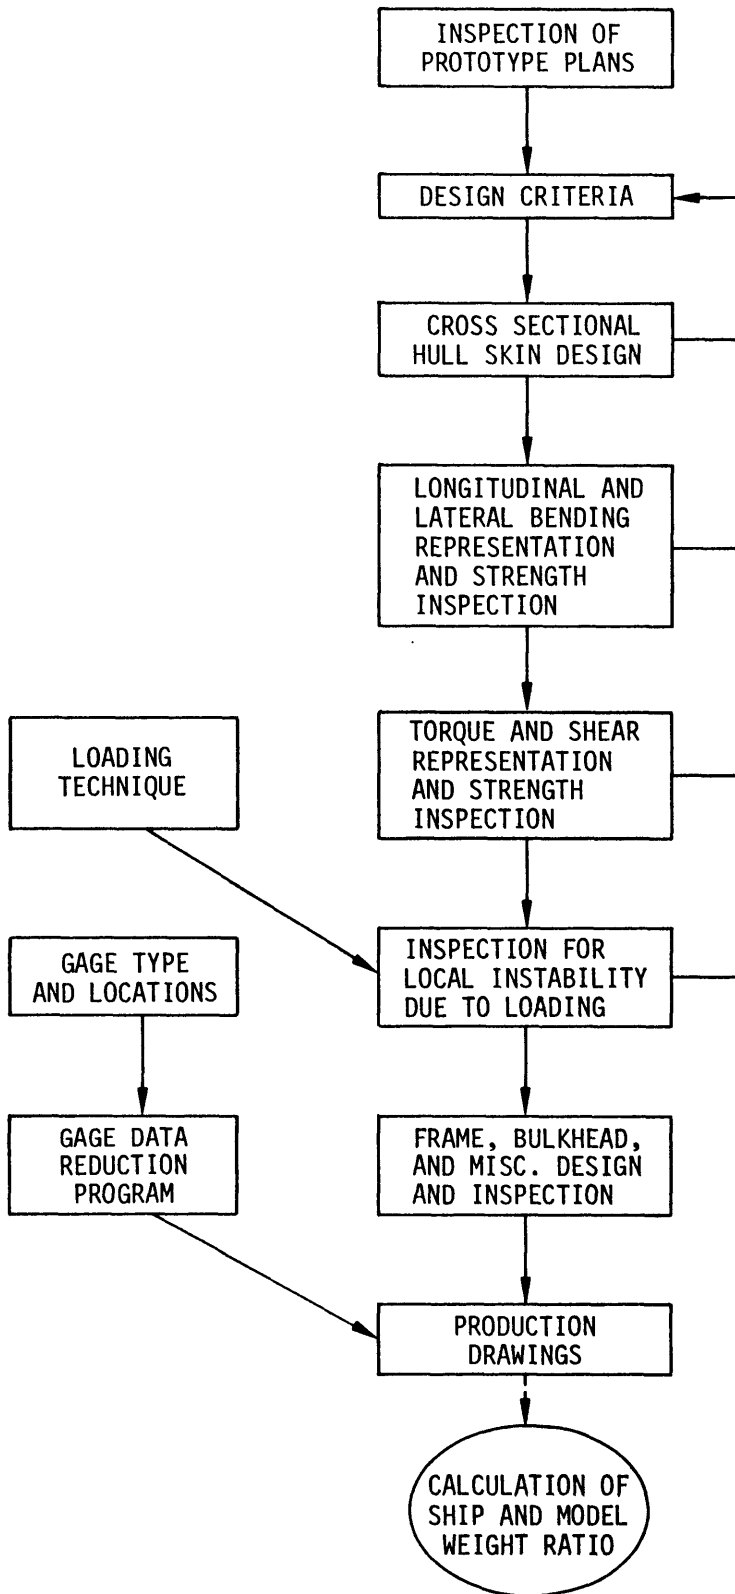 INSPECTION OF
PROTOTYPE PLANS
DESIGN CRITERIA
CROSS SECTIONAL
HULL SKIN DESIGN
LONGITUDINAL AND
LATERAL BENDING
REPRESENTATION
AND STRENGTH
INSPECTION
LOADING
TECHNIQUE
TORQUE AND SHEAR
REPRESENTATION
AND STRENGTH
INSPECTION
GAGE TYPE
AND LOCATIONS
INSPECTION FOR
LOCAL INSTABILITY
DUE TO LOADING
GAGE DATA
REDUCTION
PROGRAM
FRAME, BULKHEAD,
AND MISC. DESIGN
AND INSPECTION
PRODUCTION
DRAWINGS
CALCULATION OF
SHIP AND MODEL
WEIGHT RATIO